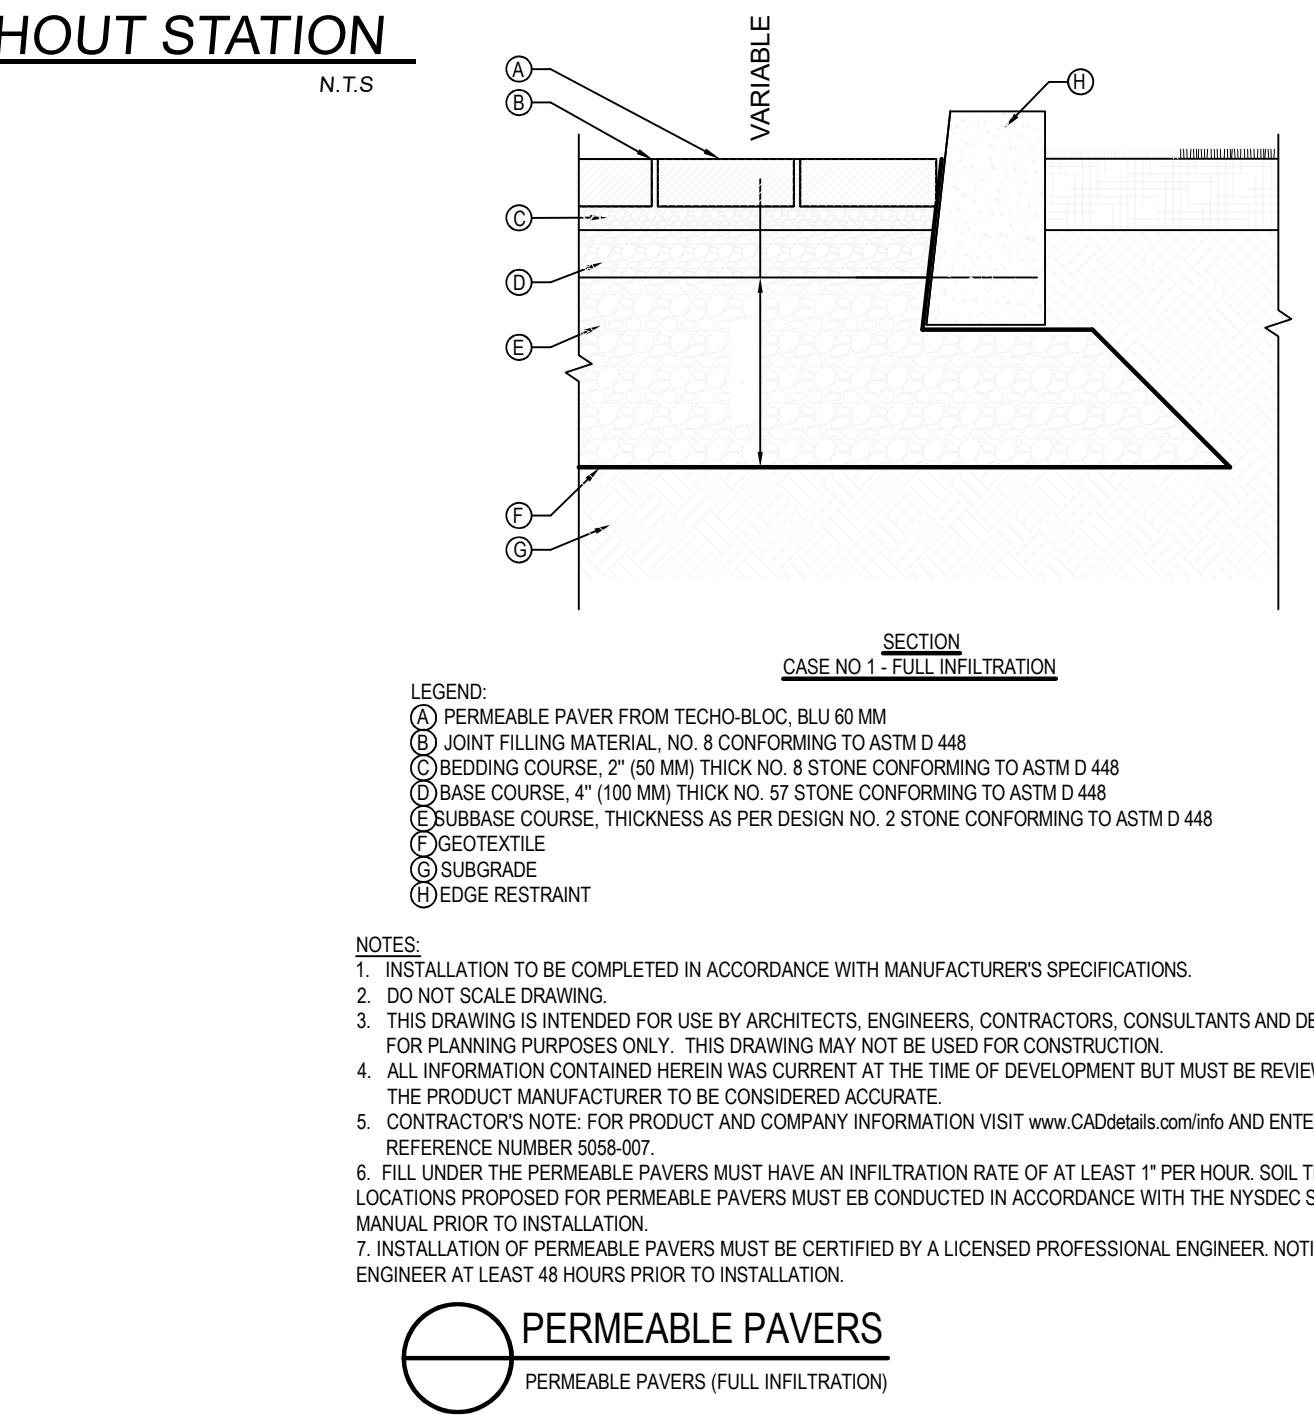 HOUT STATION
N.T.S
VARIABLE
A
B
C
D
E
F
G
H
SECTION
CASE NO 1 - FULL INFILTRATION
LEGEND:
A PERMEABLE PAVER FROM TECHO-BLOC, BLU 60 MM
B JOINT FILLING MATERIAL, NO. 8 CONFORMING TO ASTM D 448
C BEDDING COURSE, 2" (50 MM) THICK NO. 8 STONE CONFORMING TO ASTM D 448
D BASE COURSE, 4" (100 MM) THICK NO. 57 STONE CONFORMING TO ASTM D 448
E SUBBASE COURSE, THICKNESS AS PER DESIGN NO. 2 STONE CONFORMING TO ASTM D 448
F GEOTEXTILE
G SUBGRADE
H EDGE RESTRAINT
NOTES:
1. INSTALLATION TO BE COMPLETED IN ACCORDANCE WITH MANUFACTURER'S SPECIFICATIONS.
2. DO NOT SCALE DRAWING.
3. THIS DRAWING IS INTENDED FOR USE BY ARCHITECTS, ENGINEERS, CONTRACTORS, CONSULTANTS AND DE
FOR PLANNING PURPOSES ONLY. THIS DRAWING MAY NOT BE USED FOR CONSTRUCTION.
4. ALL INFORMATION CONTAINED HEREIN WAS CURRENT AT THE TIME OF DEVELOPMENT BUT MUST BE REVIEW
THE PRODUCT MANUFACTURER TO BE CONSIDERED ACCURATE.
5. CONTRACTOR'S NOTE: FOR PRODUCT AND COMPANY INFORMATION VISIT www.CADdetails.com/info AND ENTE
REFERENCE NUMBER 5058-007.
6. FILL UNDER THE PERMEABLE PAVERS MUST HAVE AN INFILTRATION RATE OF AT LEAST 1" PER HOUR. SOIL T
LOCATIONS PROPOSED FOR PERMEABLE PAVERS MUST EB CONDUCTED IN ACCORDANCE WITH THE NYSDEC S
MANUAL PRIOR TO INSTALLATION.
7. INSTALLATION OF PERMEABLE PAVERS MUST BE CERTIFIED BY A LICENSED PROFESSIONAL ENGINEER. NOTI
ENGINEER AT LEAST 48 HOURS PRIOR TO INSTALLATION.
PERMEABLE PAVERS
PERMEABLE PAVERS (FULL INFILTRATION)